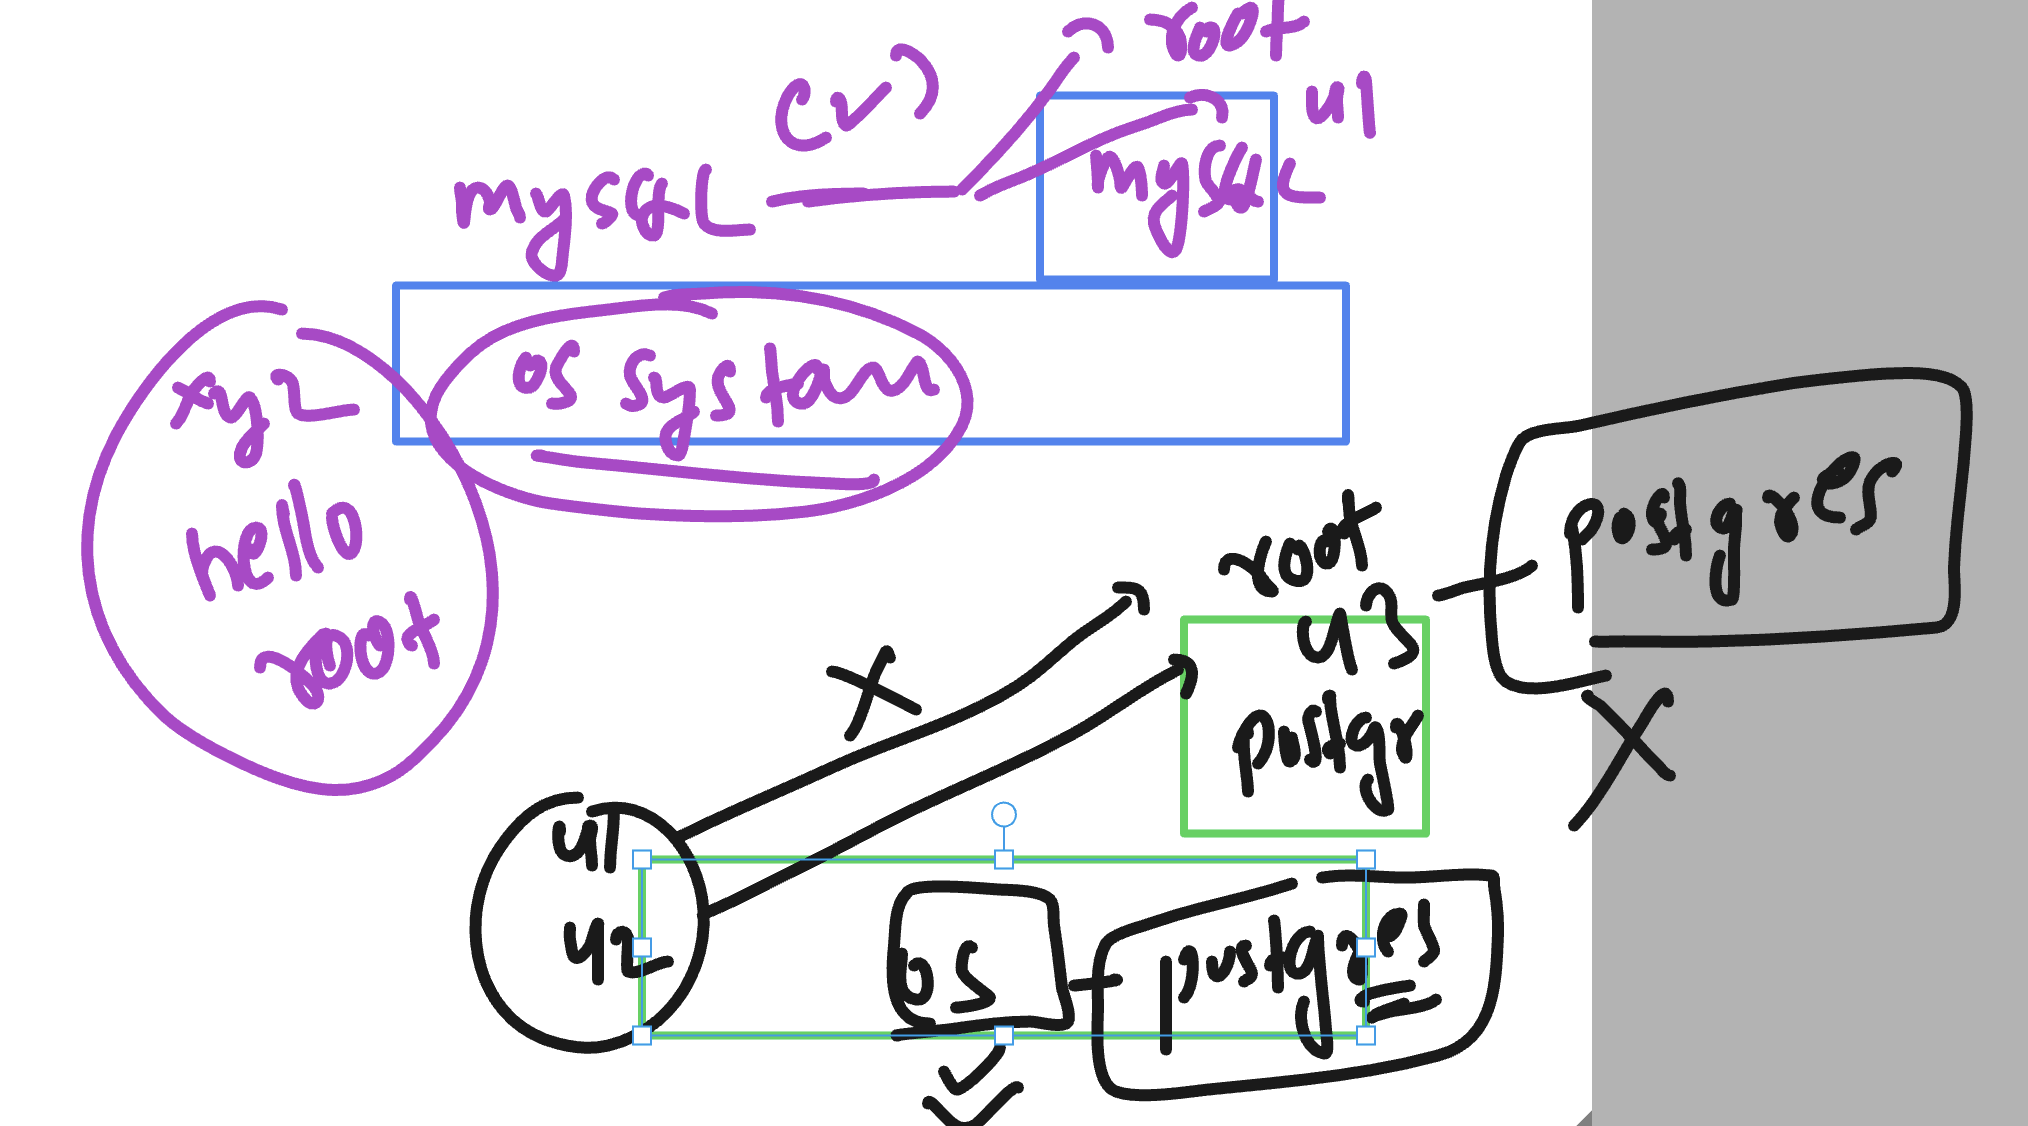 root
(✓)
u1
mysQL
mysQL
os system
xyz
hello
root
root
postgres
u3
postgr
X
X
u1
u2
os
postgres